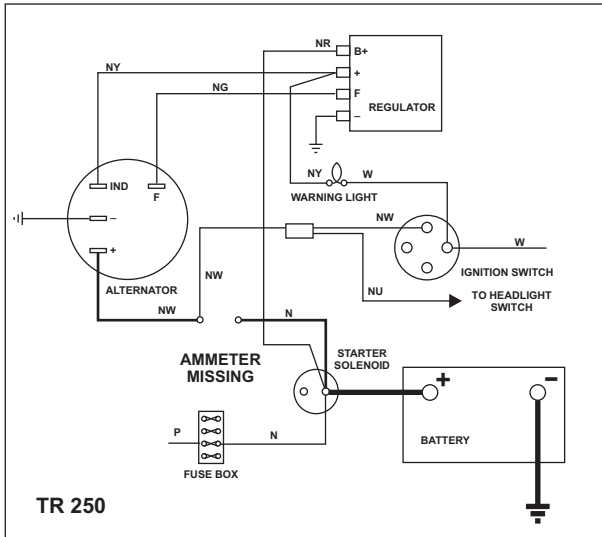 NR
B+
NY
+
NG
F
REGULATOR
–
IND
F
NY
W
WARNING LIGHT
–
NW
+
W
IGNITION SWITCH
NW
ALTERNATOR
NU
TO HEADLIGHT
SWITCH
NW
N
AMMETER
MISSING
STARTER
SOLENOID
+
–
P
N
BATTERY
FUSE BOX
TR 250